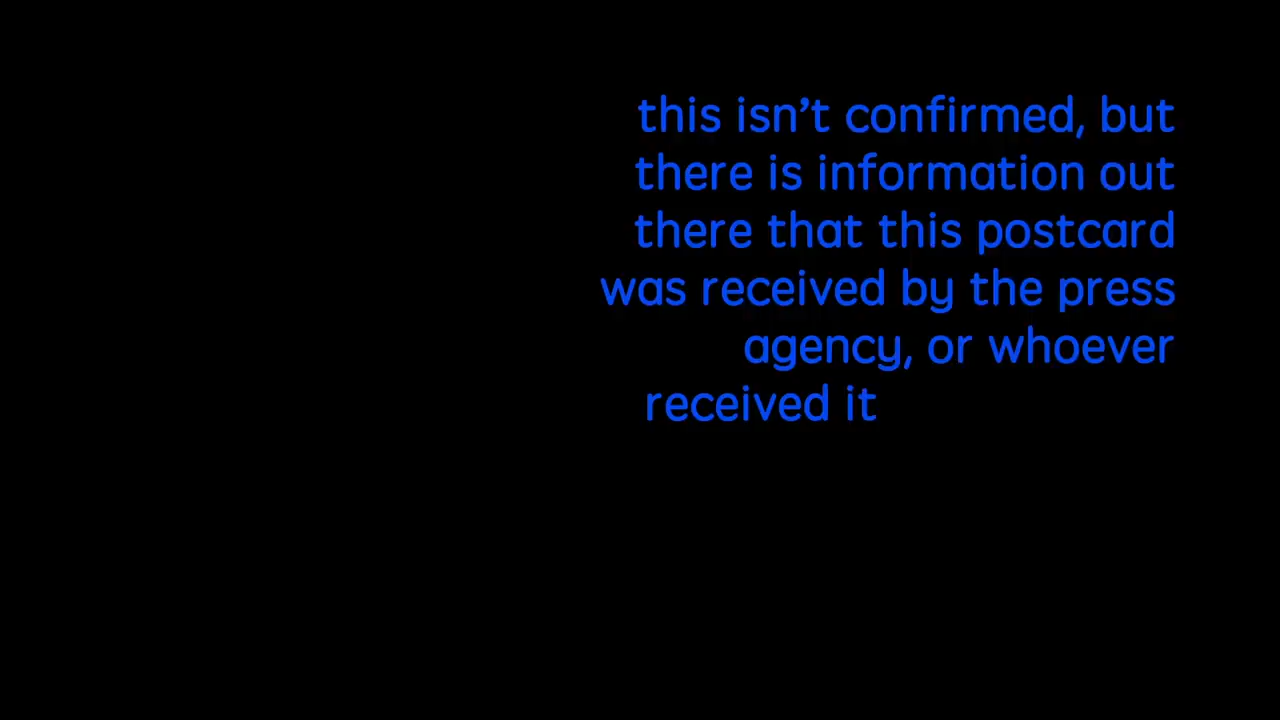 this isn’t confirmed, but
there is information out
there that this postcard
was received by the press
agency, or whoever
received it